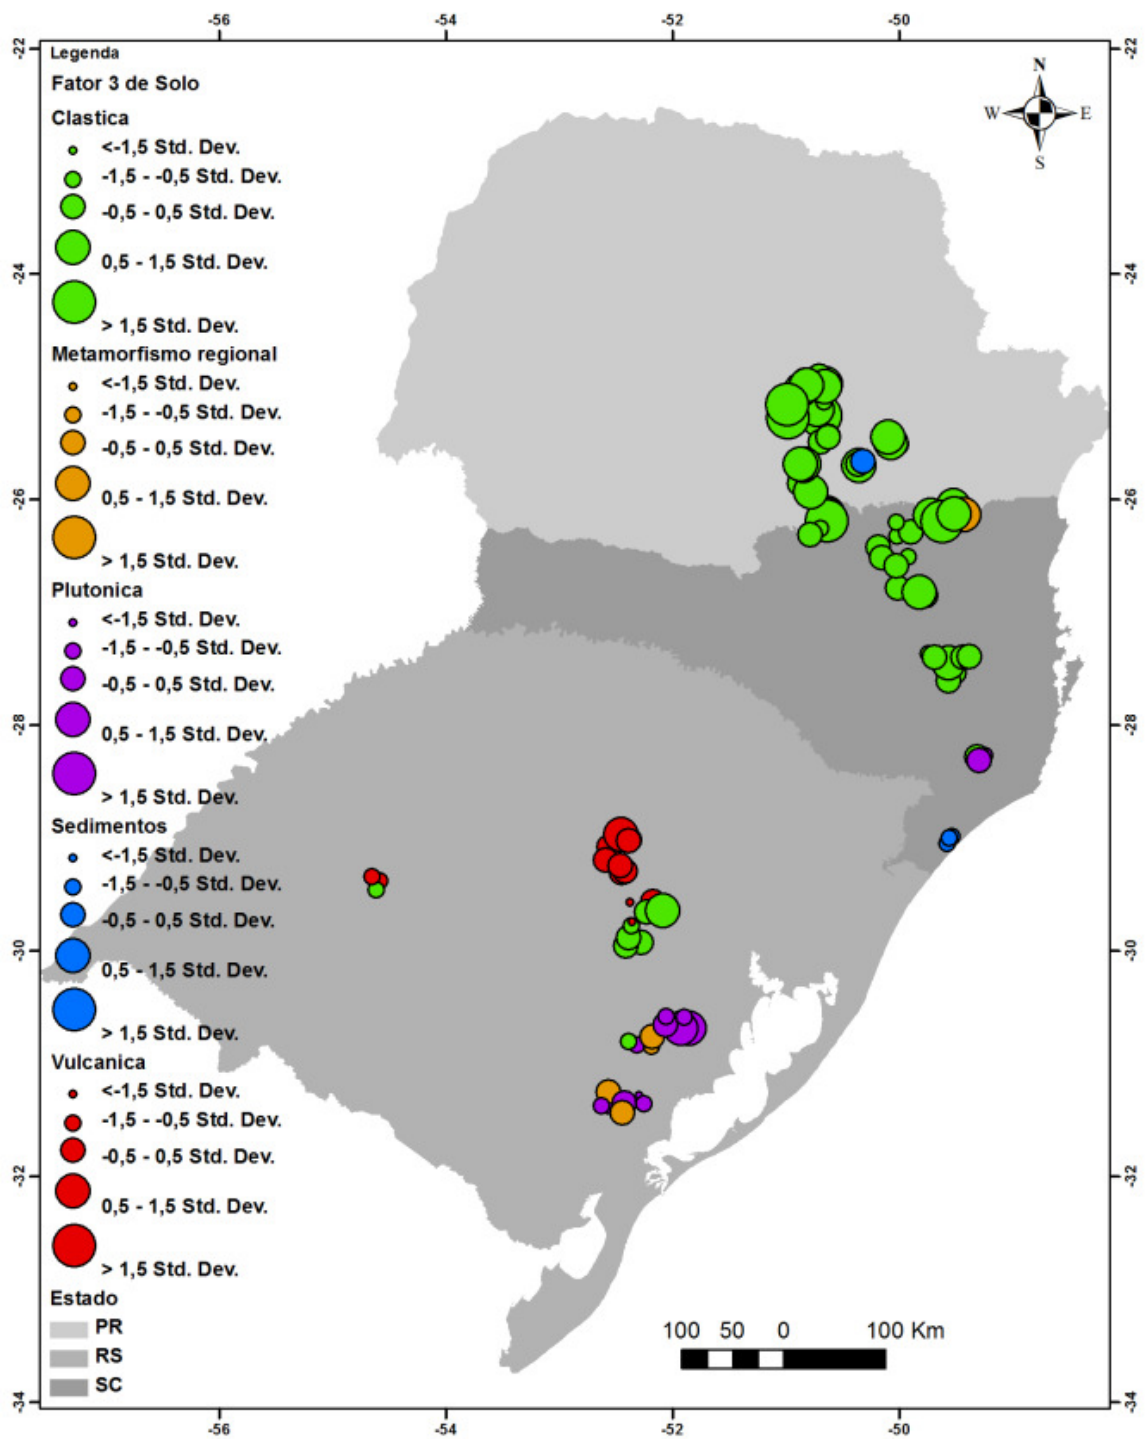 -56 -54 -52 -50
-22 -22
Legenda
Fator 3 de Solo
N
W E
S
Clastica
<-1,5 Std. Dev.
-1,5 - -0,5 Std. Dev.
-0,5 - 0,5 Std. Dev.
0,5 - 1,5 Std. Dev.
> 1,5 Std. Dev.
-24 -24
Metamorfismo regional
<-1,5 Std. Dev.
-1,5 - -0,5 Std. Dev.
-0,5 - 0,5 Std. Dev.
0,5 - 1,5 Std. Dev.
> 1,5 Std. Dev.
-26 -26
Plutonica
<-1,5 Std. Dev.
-1,5 - -0,5 Std. Dev.
-0,5 - 0,5 Std. Dev.
0,5 - 1,5 Std. Dev.
> 1,5 Std. Dev.
-28 -28
Sedimentos
<-1,5 Std. Dev.
-1,5 - -0,5 Std. Dev.
-0,5 - 0,5 Std. Dev.
0,5 - 1,5 Std. Dev.
> 1,5 Std. Dev.
-30 -30
Vulcanica
<-1,5 Std. Dev.
-1,5 - -0,5 Std. Dev.
-0,5 - 0,5 Std. Dev.
0,5 - 1,5 Std. Dev.
> 1,5 Std. Dev.
-32 -32
Estado
PR
RS
SC
100 50 0 100 Km
-34 -34
-56 -54 -52 -50